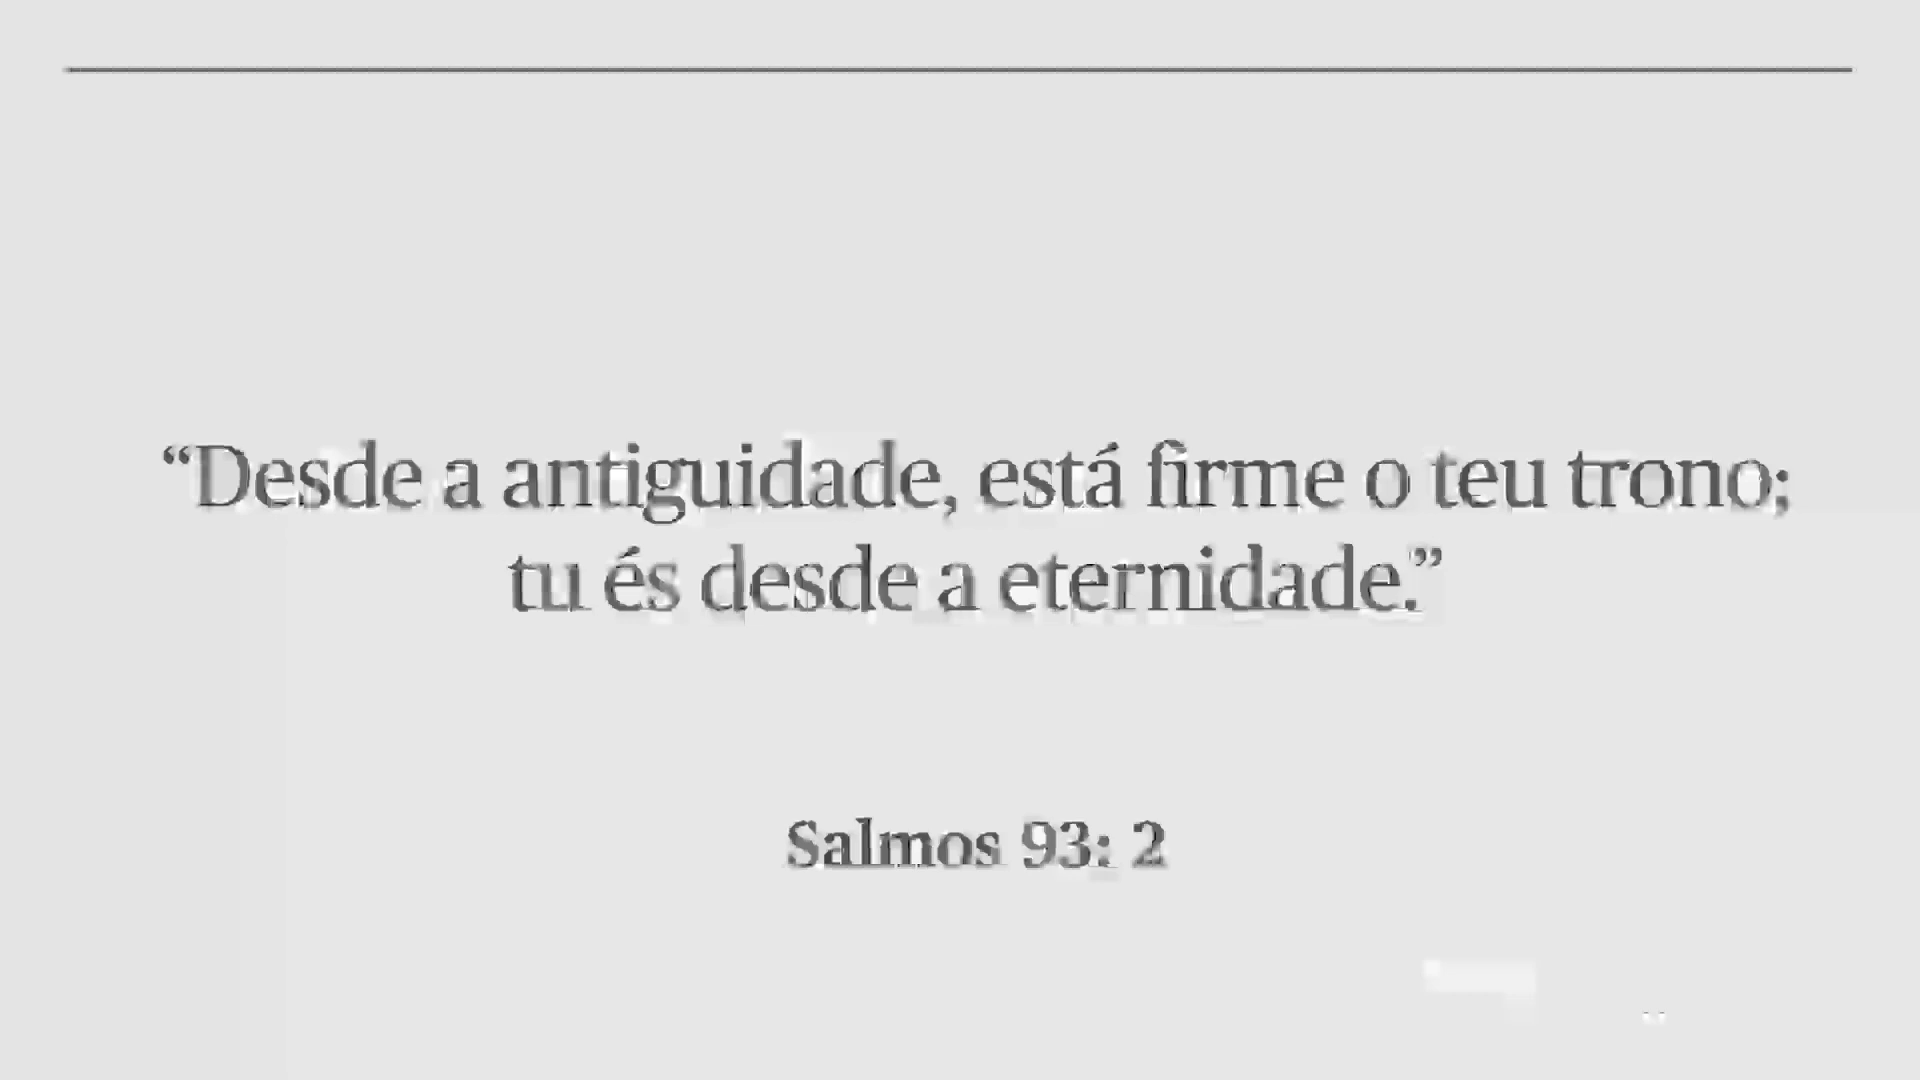 “Desde a antiguidade, está firme o teu trono;
tu és desde a eternidade.”
Salmos 93: 2